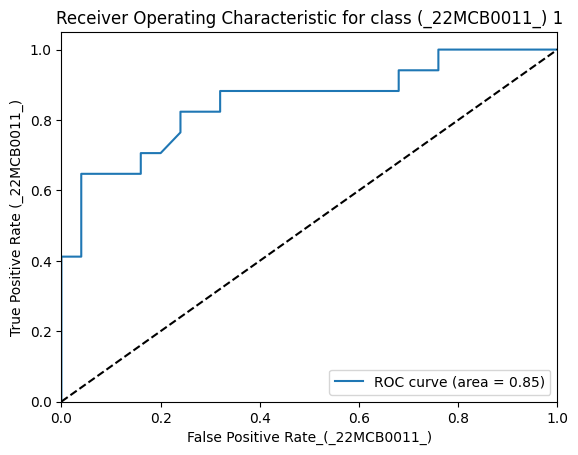 Receiver Operating Characteristic for class (_22MCB0011_) 1
1.0
0.8
0.6
0.4
0.2
0.0
True Positive Rate (_22MCB0011_)
ROC curve (area = 0.85)
0.0 0.2 0.4 0.6 0.8 1.0
False Positive Rate_(_22MCB0011_)